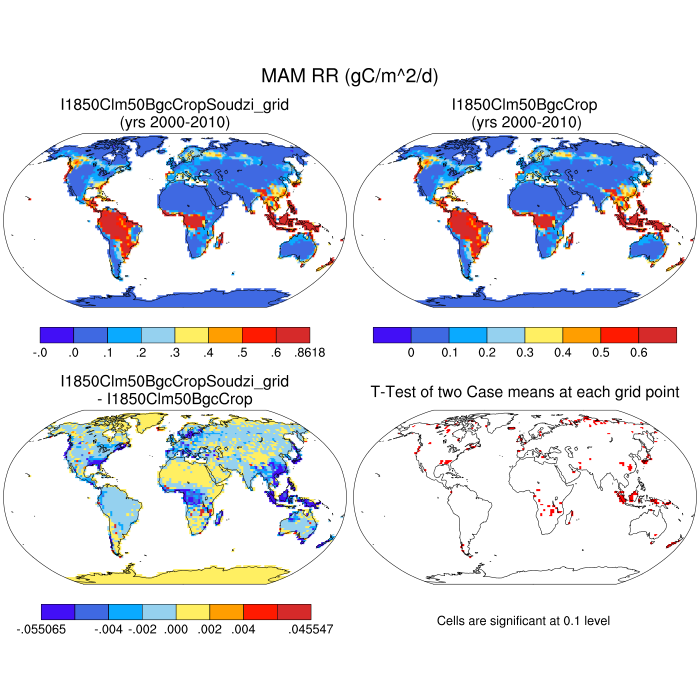 MAM RR (gC/m^2/d)
I1850Clm50BgcCropSoudzi_grid
(yrs 2000-2010)
I1850Clm50BgcCrop
(yrs 2000-2010)
-.0 .0 .1 .2 .3 .4 .5 .6 .8618
0 0.1 0.2 0.3 0.4 0.5 0.6
I1850Clm50BgcCropSoudzi_grid
- I1850Clm50BgcCrop
T-Test of two Case means at each grid point
-.055065 -.004 -.002 .000 .002 .004 .045547
Cells are significant at 0.1 level